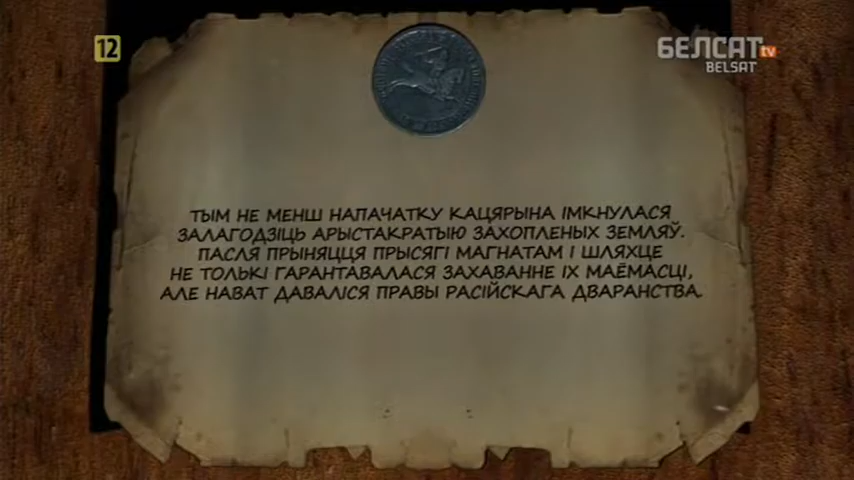 12
БЕЛСАТ tv
BELSAT
ТЫМ НЕ МЕНШ НАПАЧАТКУ КАЦЯРЫНА ІМКНУЛАСЯ
ЗАЛАГОДЗІЦЬ АРЫСТАКРАТЫЮ ЗАХОПЛЕНЫХ ЗЕМЛЯЎ.
ПАСЛЯ ПРЫНЯЦЦЯ ПРЫСЯГІ МАГНАТАМ І ШЛЯХЦЕ
НЕ ТОЛЬКІ ГАРАНТАВАЛАСЯ ЗАХАВАННЕ ІХ МАЁМАСЦІ,
АЛЕ НАВАТ ДАВАЛІСЯ ПРАВЫ РАСІЙСКАГА ДВАРАНСТВА.